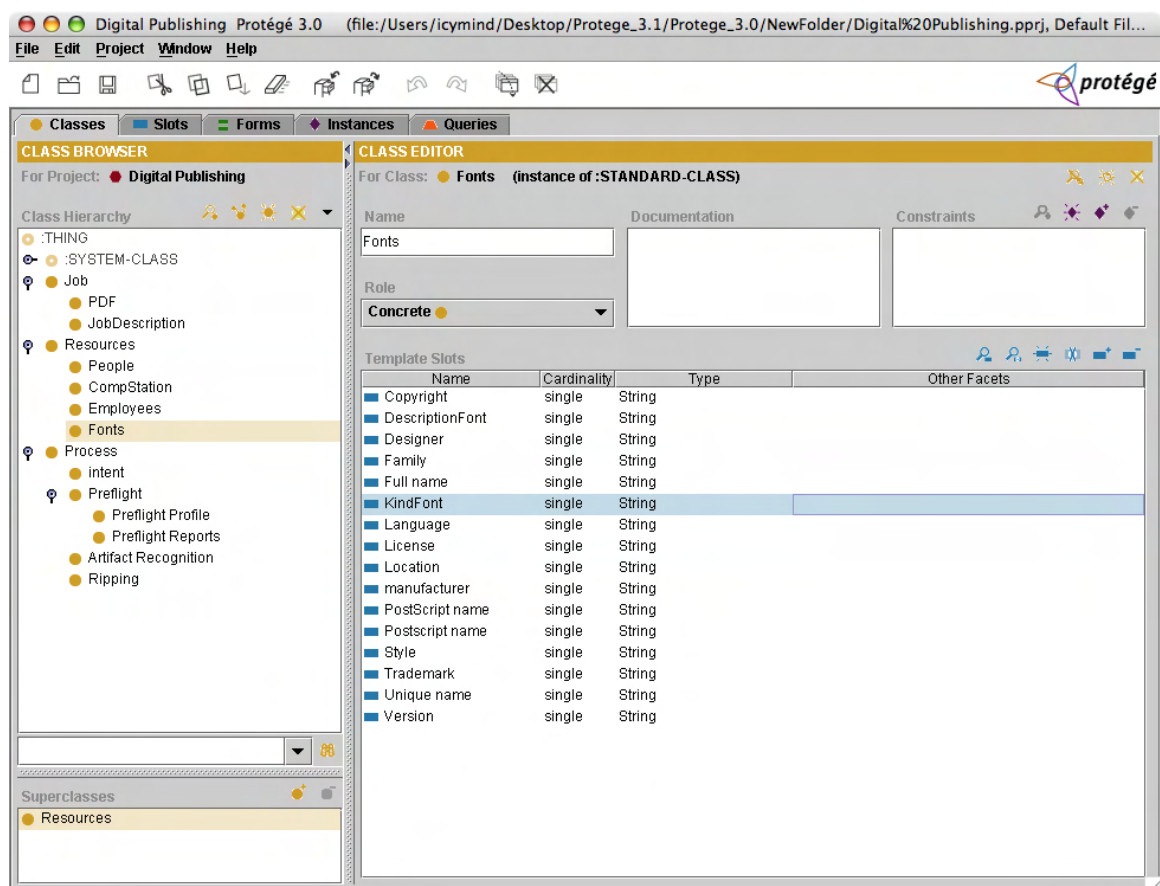 Digital Publishing Protégé 3.0 (file:/Users/icymind/Desktop/Protege_3.1/Protege_3.0/NewFolder/Digital%20Publishing.pprj, Default Fil...
File Edit Project Window Help
protégé
Classes Slots Forms Instances Queries
CLASS BROWSER
For Project: Digital Publishing
Class Hierarchy
:THING
:SYSTEM-CLASS
Job
PDF
JobDescription
Resources
People
CompStation
Employees
Fonts
Process
intent
Preflight
Preflight Profile
Preflight Reports
Artifact Recognition
Ripping
Superclasses
Resources
CLASS EDITOR
For Class: Fonts (instance of :STANDARD-CLASS)
Name Documentation Constraints
Fonts
Role
Concrete
Template Slots
Name Cardinality Type Other Facets
Copyright single String
DescriptionFont single String
Designer single String
Family single String
Full name single String
KindFont single String
Language single String
License single String
Location single String
manufacturer single String
PostScript name single String
Postscript name single String
Style single String
Trademark single String
Unique name single String
Version single String